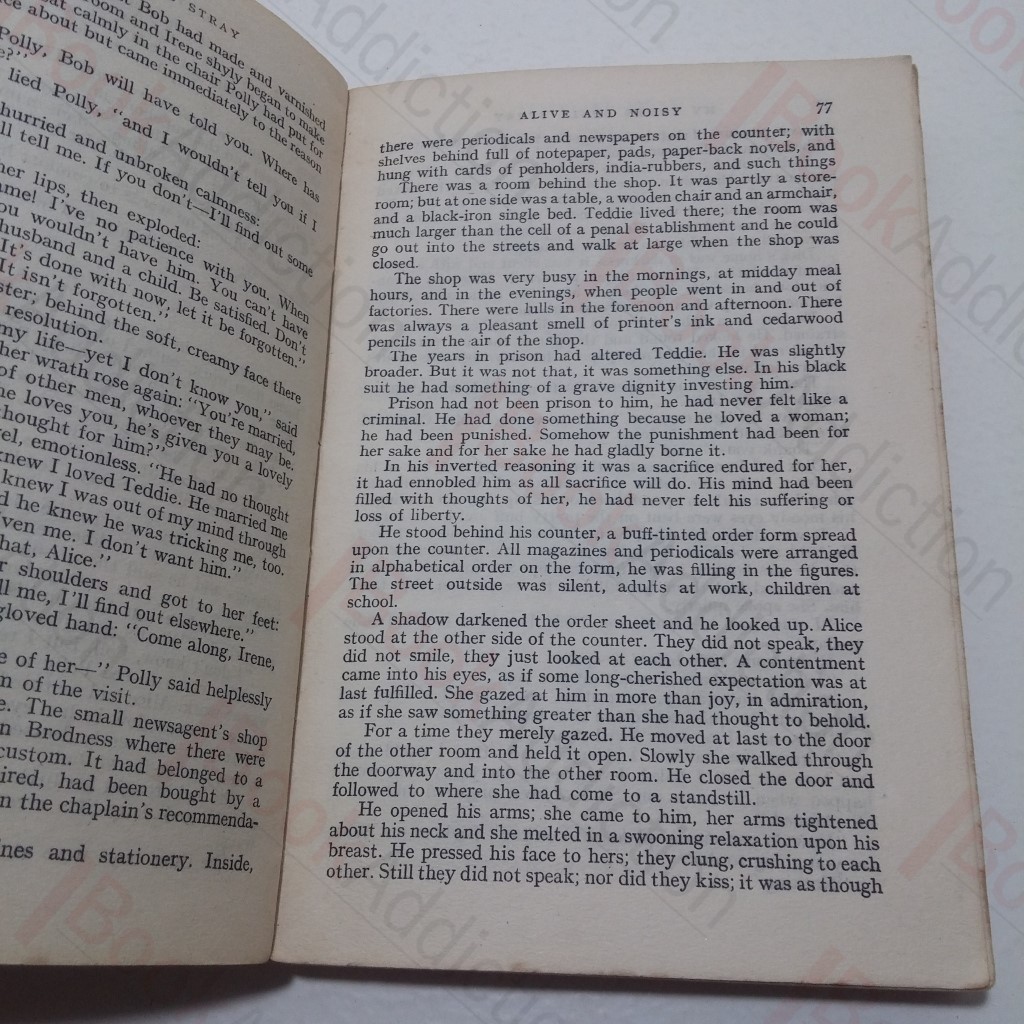 STRAY
Bob had made and varnished
room and Irene shyly began to make
at calmly in the chair Polly had put for
ce about but came immediately to the reason
Polly, Bob will have told you. Where has
e?"
lied Polly, "and I wouldn't tell you if I
hurried and unbroken calmness:
ll tell me. If you don't—I'll find out some
her lips, then exploded:
ame! I've no patience with you. When
ou wouldn't have him. You can't have
husband and a child. Be satisfied. Don't
It's done with now, let it be forgotten."
It isn't forgotten."
ster; behind the soft, creamy face there
resolution.
my life—yet I don't know you," said
her wrath rose again: "You're married,
of other men, whoever they may be.
he loves you, he's given you a lovely
thought for him?"
vel, emotionless. "He had no thought
knew I loved Teddie. He married me
knew I was out of my mind through
d he knew he was tricking me, too.
iven me. I don't want him."
hat, Alice."
r shoulders and got to her feet:
ll me, I'll find out elsewhere."
gloved hand: "Come along, Irene,
e of her—" Polly said helplessly
m of the visit.
e. The small newsagent's shop
n Brodness where there were
custom. It had belonged to a
ired, had been bought by a
n the chaplain's recommenda-
ines and stationery. Inside,
ALIVE AND NOISY 77
there were periodicals and newspapers on the counter; with
shelves behind full of notepaper, pads, paper-back novels, and
hung with cards of penholders, india-rubbers, and such things
There was a room behind the shop. It was partly a store-
room; but at one side was a table, a wooden chair and an armchair,
and a black-iron single bed. Teddie lived there; the room was
much larger than the cell of a penal establishment and he could
go out into the streets and walk at large when the shop was
closed.
The shop was very busy in the mornings, at midday meal
hours, and in the evenings, when people went in and out of
factories. There were lulls in the forenoon and afternoon. There
was always a pleasant smell of printer's ink and cedarwood
pencils in the air of the shop.
The years in prison had altered Teddie. He was slightly
broader. But it was not that, it was something else. In his black
suit he had something of a grave dignity investing him.
Prison had not been prison to him, he had never felt like a
criminal. He had done something because he loved a woman;
he had been punished. Somehow the punishment had been for
her sake and for her sake he had gladly borne it.
In his inverted reasoning it was a sacrifice endured for her,
it had ennobled him as all sacrifice will do. His mind had been
filled with thoughts of her, he had never felt his suffering or
loss of liberty.
He stood behind his counter, a buff-tinted order form spread
upon the counter. All magazines and periodicals were arranged
in alphabetical order on the form, he was filling in the figures.
The street outside was silent, adults at work, children at
school.
A shadow darkened the order sheet and he looked up. Alice
stood at the other side of the counter. They did not speak, they
did not smile, they just looked at each other. A contentment
came into his eyes, as if some long-cherished expectation was at
last fulfilled. She gazed at him in more than joy, in admiration,
as if she saw something greater than she had thought to behold.
For a time they merely gazed. He moved at last to the door
of the other room and held it open. Slowly she walked through
the doorway and into the other room. He closed the door and
followed to where she had come to a standstill.
He opened his arms; she came to him, her arms tightened
about his neck and she melted in a swooning relaxation upon his
breast. He pressed his face to hers; they clung, crushing to each
other. Still they did not speak; nor did they kiss; it was as though